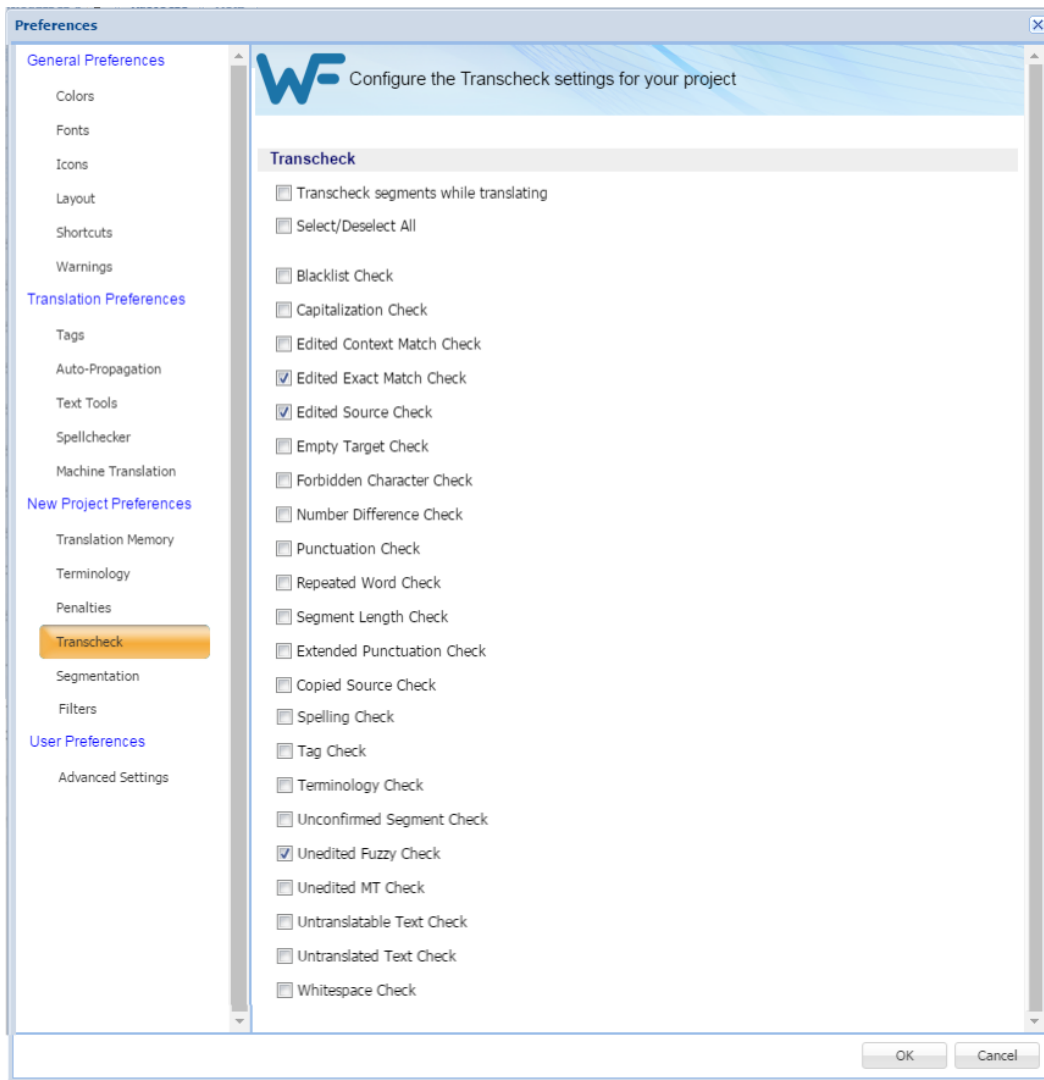 Preferences
General Preferences
Colors
Fonts
Icons
Layout
Shortcuts
Warnings
Translation Preferences
Tags
Auto-Propagation
Text Tools
Spellchecker
Machine Translation
New Project Preferences
Translation Memory
Terminology
Penalties
Transcheck
Segmentation
Filters
User Preferences
Advanced Settings
WF
Configure the Transcheck settings for your project
Transcheck
Transcheck segments while translating
Select/Deselect All
Blacklist Check
Capitalization Check
Edited Context Match Check
Edited Exact Match Check
Edited Source Check
Empty Target Check
Forbidden Character Check
Number Difference Check
Punctuation Check
Repeated Word Check
Segment Length Check
Extended Punctuation Check
Copied Source Check
Spelling Check
Tag Check
Terminology Check
Unconfirmed Segment Check
Unedited Fuzzy Check
Unedited MT Check
Untranslatable Text Check
Untranslated Text Check
Whitespace Check
OK
Cancel